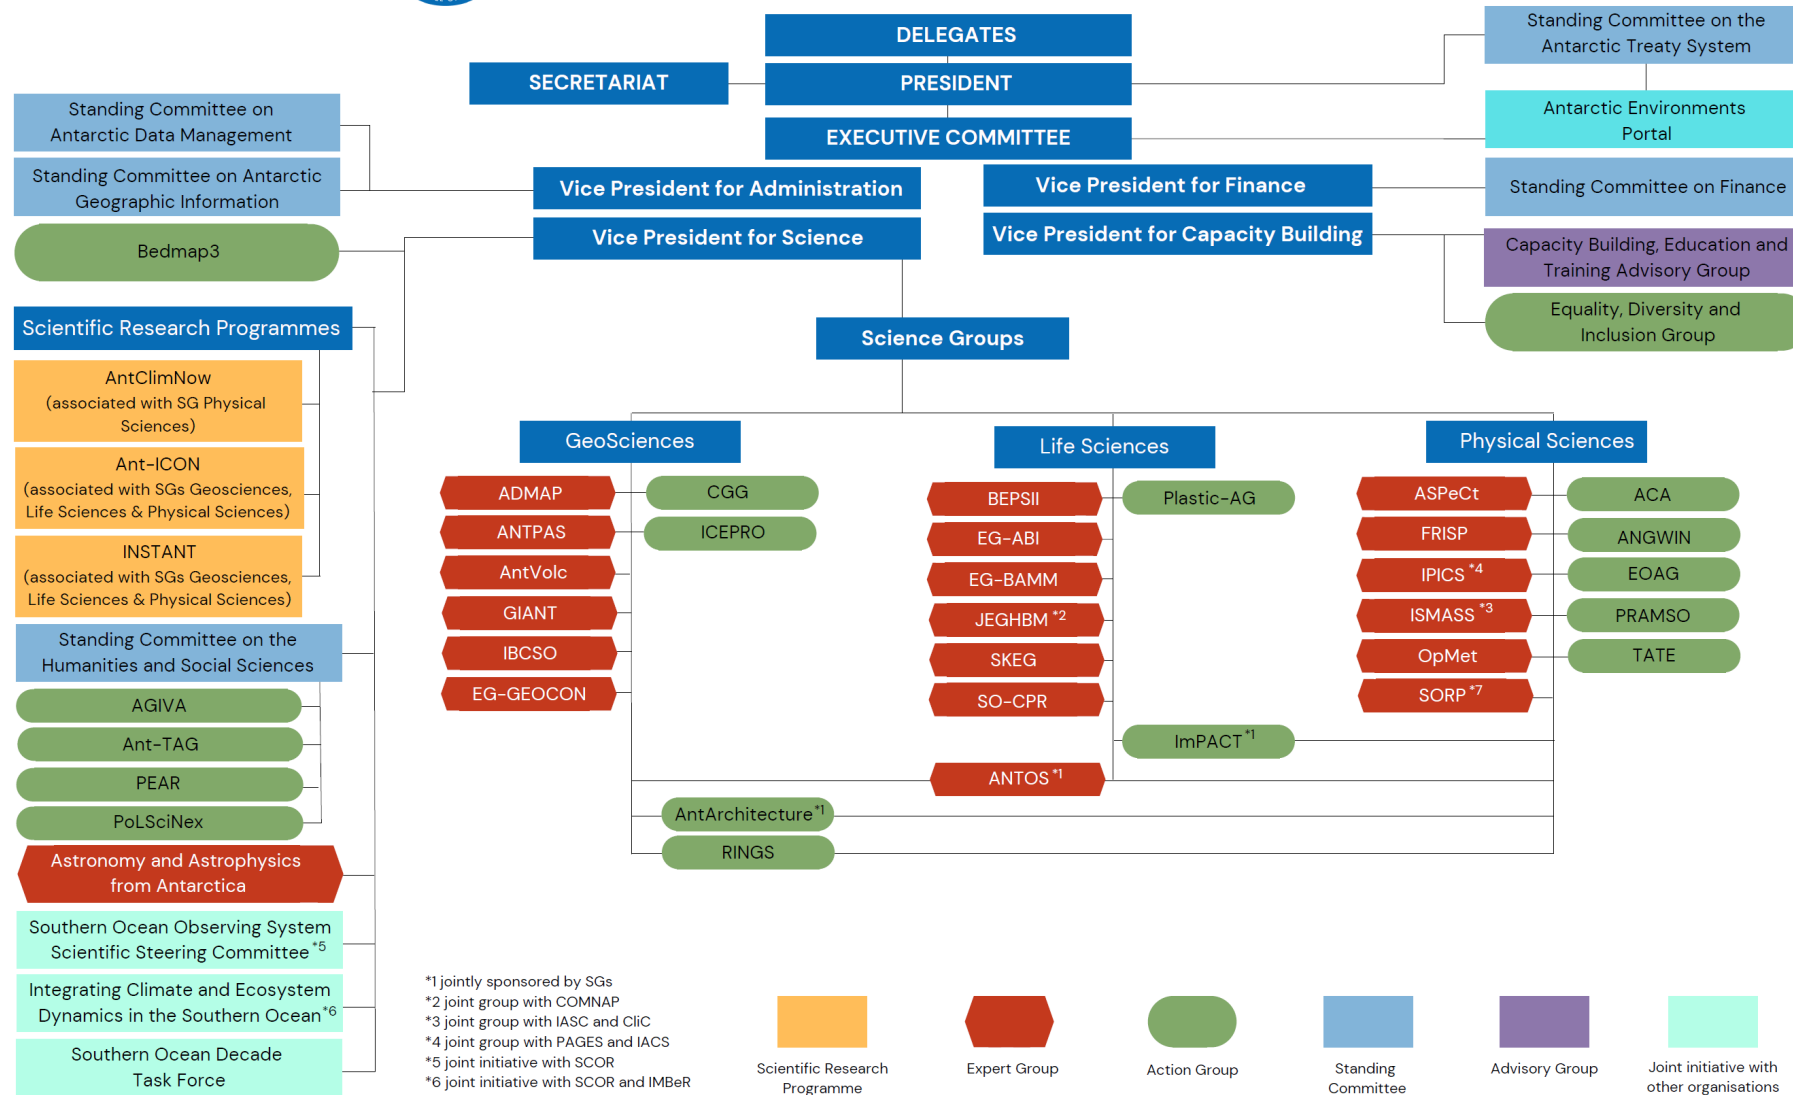 DELEGATES
SECRETARIAT
PRESIDENT
EXECUTIVE COMMITTEE
Standing Committee on the
Antarctic Treaty System
Antarctic Environments
Portal
Standing Committee on
Antarctic Data Management
Standing Committee on Antarctic
Geographic Information
Bedmap3
Vice President for Administration
Vice President for Science
Vice President for Finance
Vice President for Capacity Building
Standing Committee on Finance
Capacity Building, Education and
Training Advisory Group
Equality, Diversity and
Inclusion Group
Scientific Research Programmes
AntClimNow
(associated with SG Physical
Sciences)
Ant-ICON
(associated with SGs Geosciences,
Life Sciences & Physical Sciences)
INSTANT
(associated with SGs Geosciences,
Life Sciences & Physical Sciences)
Standing Committee on the
Humanities and Social Sciences
AGIVA
Ant-TAG
PEAR
PoLSciNex
Astronomy and Astrophysics
from Antarctica
Southern Ocean Observing System
Scientific Steering Committee *5
Integrating Climate and Ecosystem
Dynamics in the Southern Ocean*6
Southern Ocean Decade
Task Force
Science Groups
GeoSciences
ADMAP
ANTPAS
AntVolc
GIANT
IBCSO
EG-GEOCON
CGG
ICEPRO
Life Sciences
BEPSII
EG-ABI
EG-BAMM
JEGHBM *2
SKEG
SO-CPR
Plastic-AG
Physical Sciences
ASPeCt
FRISP
IPICS *4
ISMASS *3
OpMet
SORP *7
ACA
ANGWIN
EOAG
PRAMSO
TATE
ImPACT *1
ANTOS *1
AntArchitecture*1
RINGS
*1 jointly sponsored by SGs
*2 joint group with COMNAP
*3 joint group with IASC and CliC
*4 joint group with PAGES and IACS
*5 joint initiative with SCOR
*6 joint initiative with SCOR and IMBeR
Scientific Research
Programme
Expert Group
Action Group
Standing
Committee
Advisory Group
Joint initiative with
other organisations